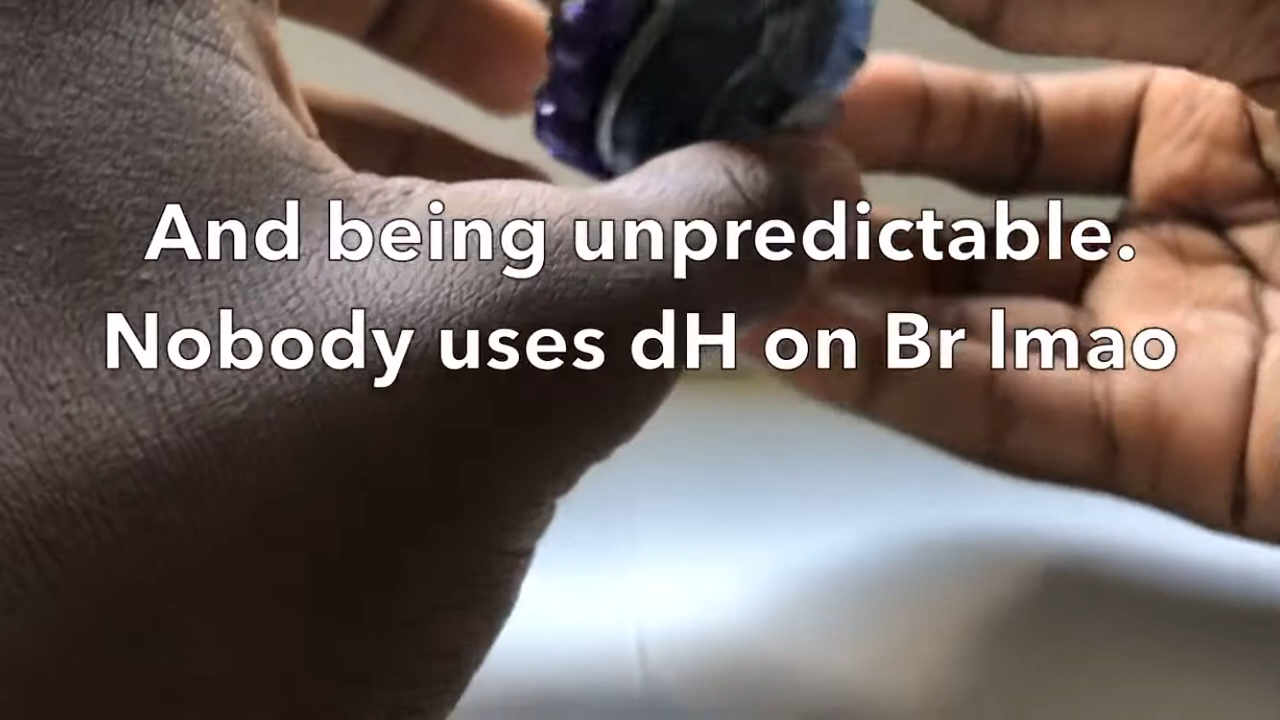 And being unpredictable.
Nobody uses dH on Br lmao